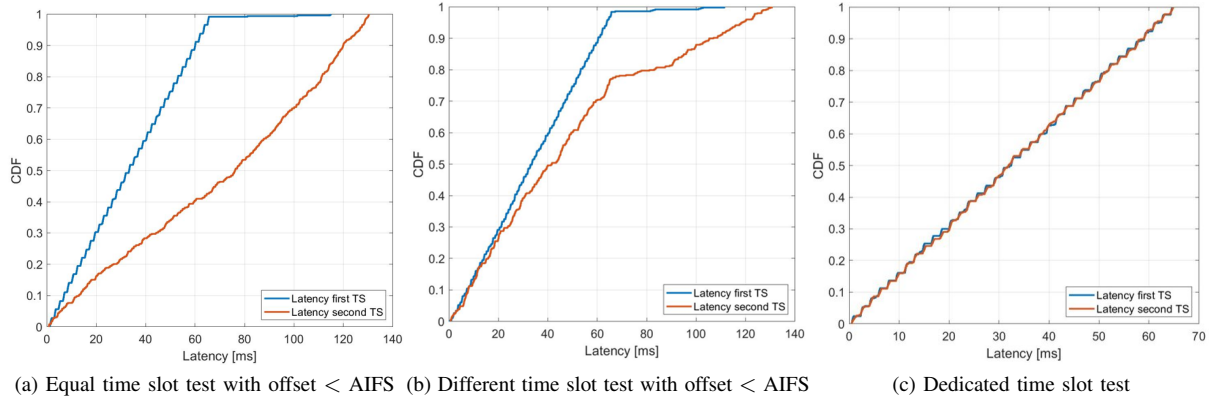 1
0.9
0.8
0.7
0.6
0.5
0.4
0.3
0.2
0.1
0
CDF
0 20 40 60 80 100 120 140
Latency [ms]
Latency first TS
Latency second TS
(a) Equal time slot test with offset < AIFS
1
0.9
0.8
0.7
0.6
0.5
0.4
0.3
0.2
0.1
0
CDF
0 20 40 60 80 100 120 140
Latency [ms]
Latency first TS
Latency second TS
(b) Different time slot test with offset < AIFS
1
0.9
0.8
0.7
0.6
0.5
0.4
0.3
0.2
0.1
0
CDF
0 10 20 30 40 50 60 70
Latency [ms]
Latency first TS
Latency second TS
(c) Dedicated time slot test